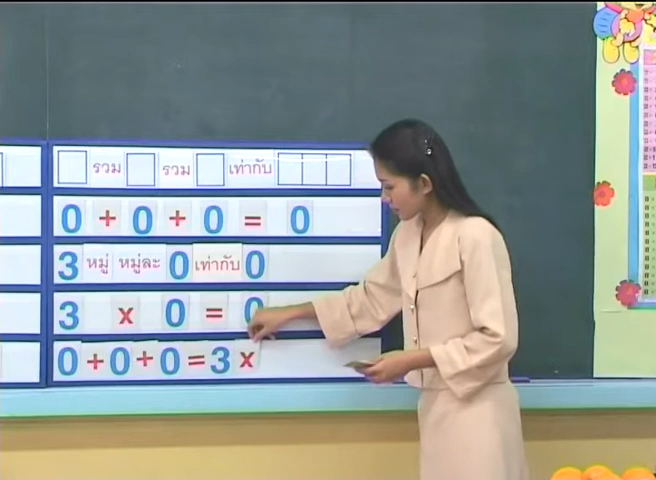 รวม รวม เท่ากับ
0 + 0 + 0 = 0
3 หมู่ หมู่ละ 0 เท่ากับ 0
3 x 0 = 0
0 + 0 + 0 = 3 x